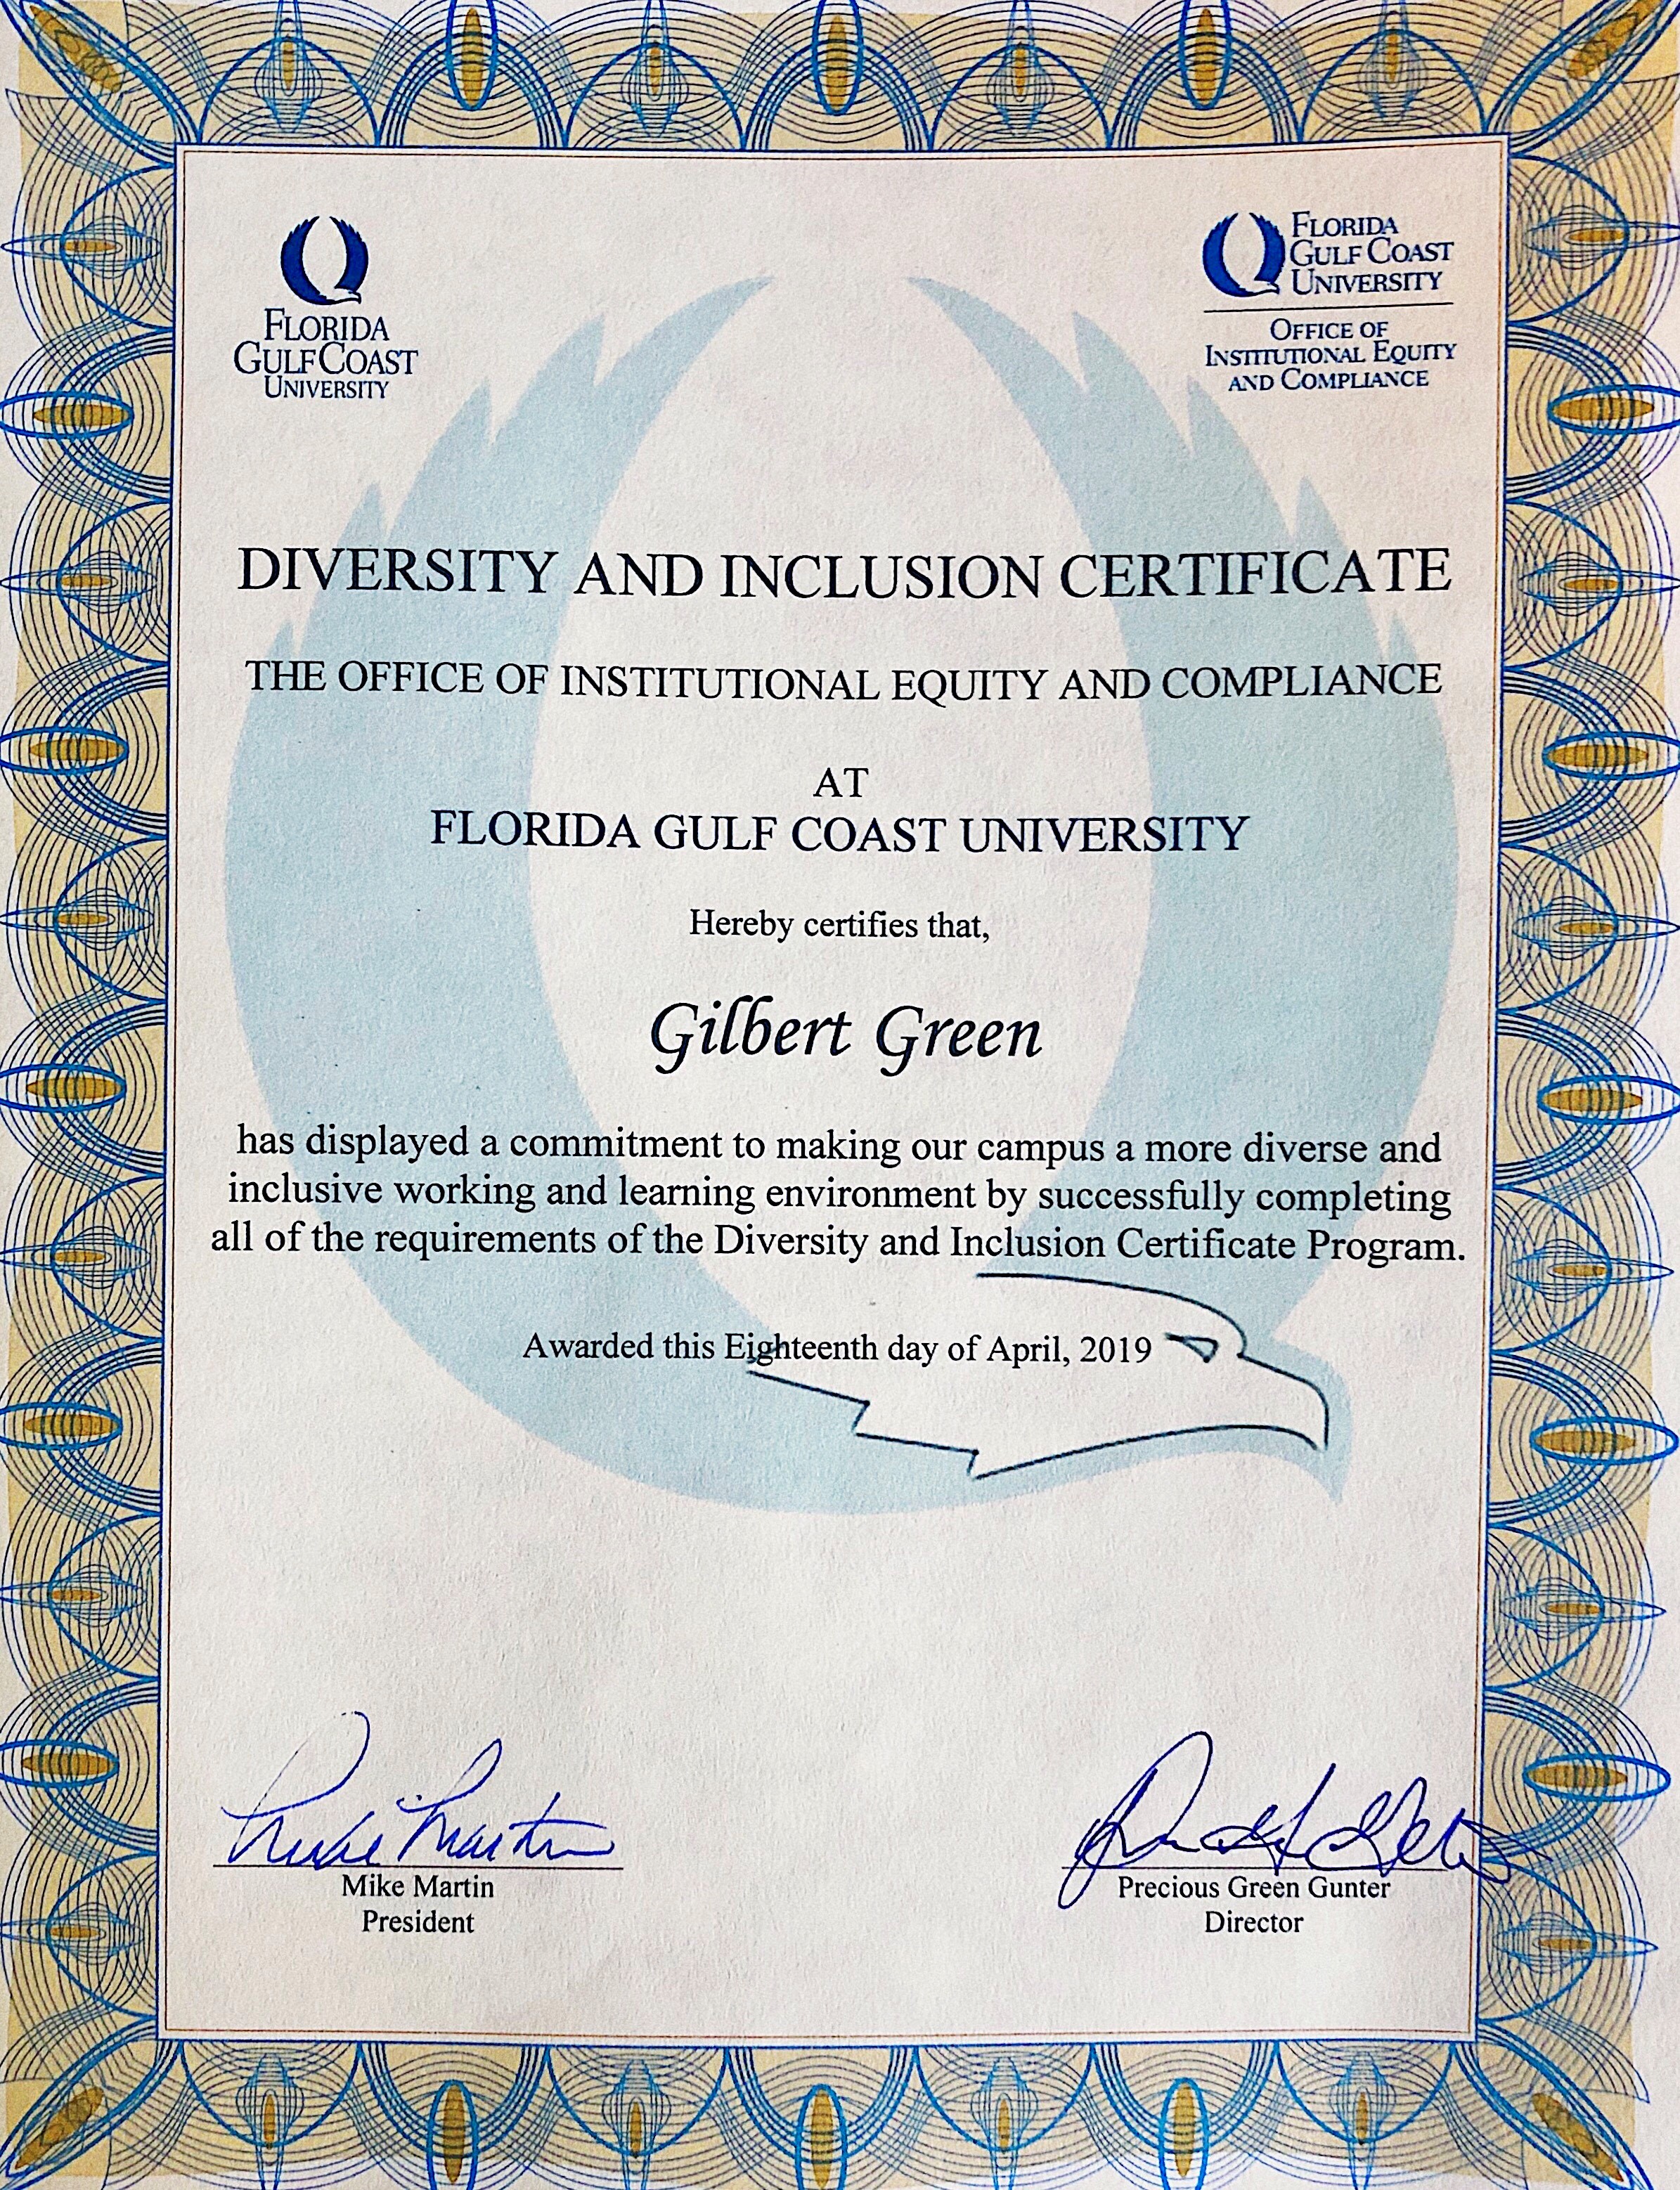 FLORIDA
GULF COAST
UNIVERSITY
FLORIDA
GULF COAST
UNIVERSITY
OFFICE OF
INSTITUTIONAL EQUITY
AND COMPLIANCE
DIVERSITY AND INCLUSION CERTIFICATE
THE OFFICE OF INSTITUTIONAL EQUITY AND COMPLIANCE
AT
FLORIDA GULF COAST UNIVERSITY
Hereby certifies that,
Gilbert Green
has displayed a commitment to making our campus a more diverse and
inclusive working and learning environment by successfully completing
all of the requirements of the Diversity and Inclusion Certificate Program.
Awarded this Eighteenth day of April, 2019
Mike Martin
Mike Martin
President
Precious Green Gunter
Director